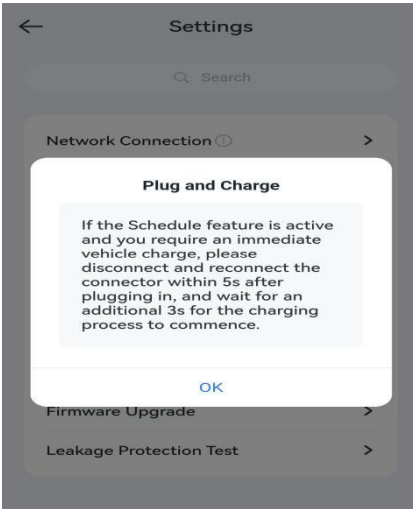 Settings
Search
Network Connection
Plug and Charge
If the Schedule feature is active
and you require an immediate
vehicle charge, please
disconnect and reconnect the
connector within 5s after
plugging in, and wait for an
additional 3s for the charging
process to commence.
OK
Firmware Upgrade
Leakage Protection Test